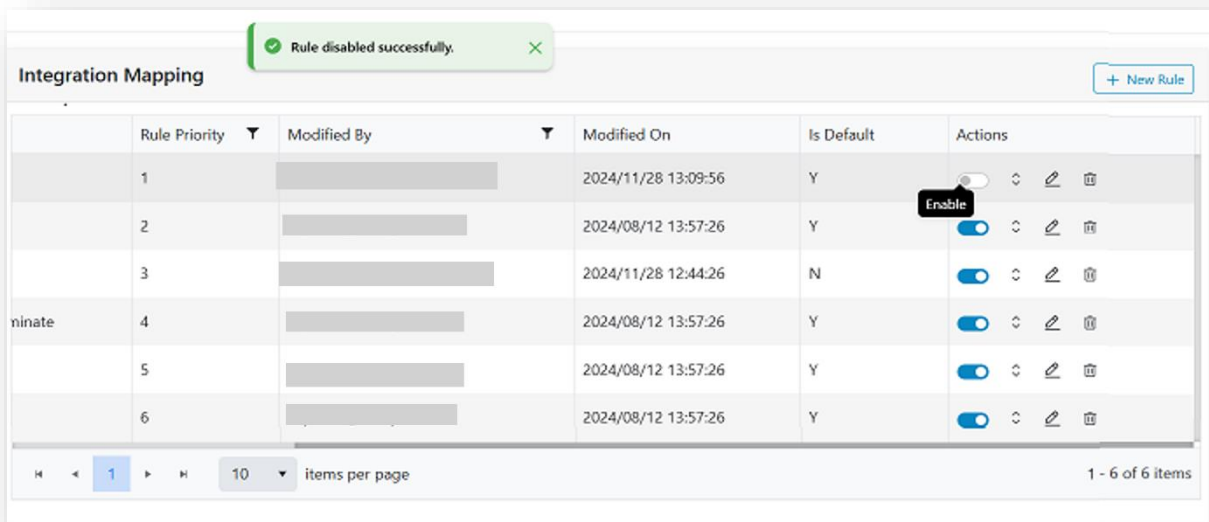 Rule disabled successfully.
Integration Mapping
+ New Rule
Rule Priority Modified By Modified On Is Default Actions
1 2024/11/28 13:09:56 Y
Enable
2 2024/08/12 13:57:26 Y
3 2024/11/28 12:44:26 N
minate 4 2024/08/12 13:57:26 Y
5 2024/08/12 13:57:26 Y
6 2024/08/12 13:57:26 Y
1 10 items per page 1 - 6 of 6 items